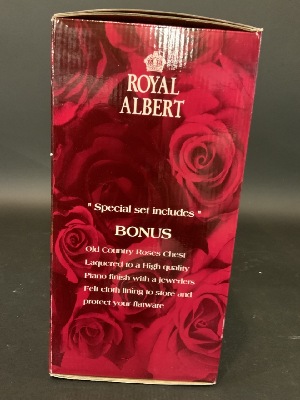 ROYAL
ALBERT
" Special set includes "
BONUS
Old Country Roses Chest
Laquered to a High quality
Piano finish with a jewelers
Felt cloth lining to store and
protect your flatware